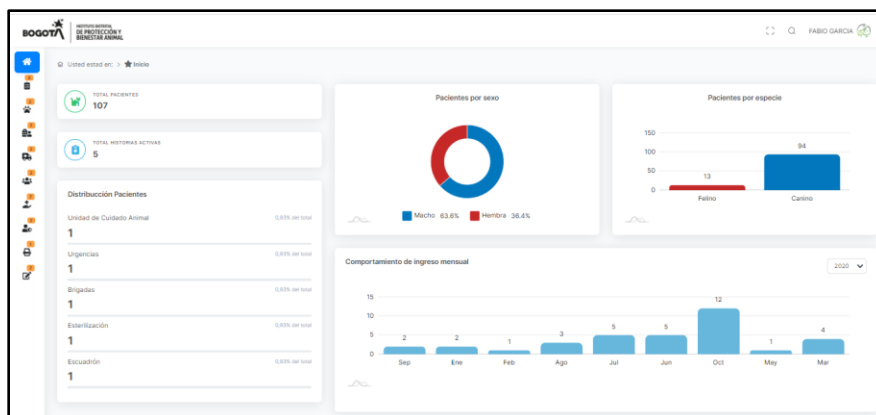 BOGOTÁ
INSTITUTO DISTRITAL
DE PROTECCIÓN Y
BIENESTAR ANIMAL
FABIO GARCIA
Usted estad en: > Inicio
TOTAL PACIENTES
107
TOTAL HISTORIAS ACTIVAS
5
Distribucción Pacientes
Unidad de Cuidado Animal 0,93% del total
1
Urgencias 0,93% del total
1
Brigadas 0,93% del total
1
Esterilización 0,93% del total
1
Escuadrón 0,93% del total
1
Pacientes por sexo
Macho 63.6% Hembra 36.4%
Pacientes por especie
150
100
50
0
13
94
Felino Canino
Comportamiento de ingreso mensual
2020
15
10
5
0
2 2 1 3 5 5 12 1 4
Sep Ene Feb Ago Jul Jun Oct May Mar